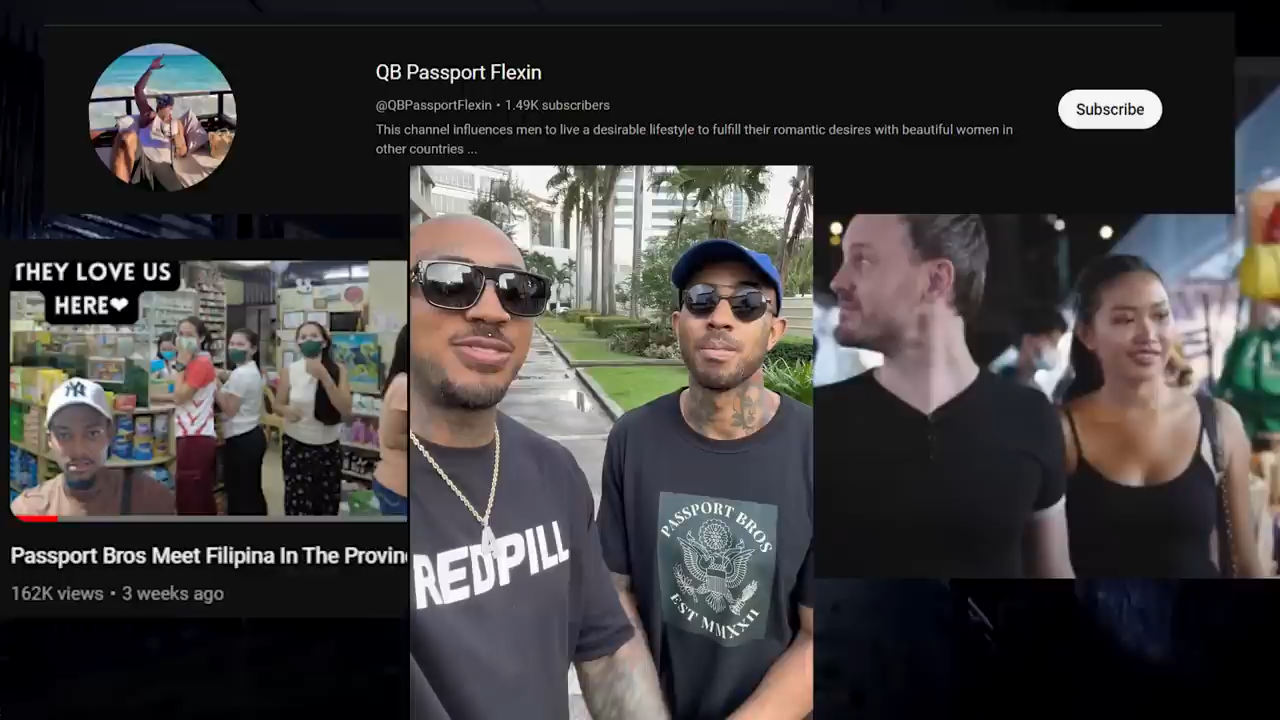 QB Passport Flexin
@QBPassportFlexin • 1.49K subscribers
Subscribe
This channel influences men to live a desirable lifestyle to fulfill their romantic desires with beautiful women in
other countries ...
THEY LOVE US
HERE❤
NY
Passport Bros Meet Filipina In The
162K views • 3 weeks ago
REDPILL
PASSPORT BROS
EST MMXXII